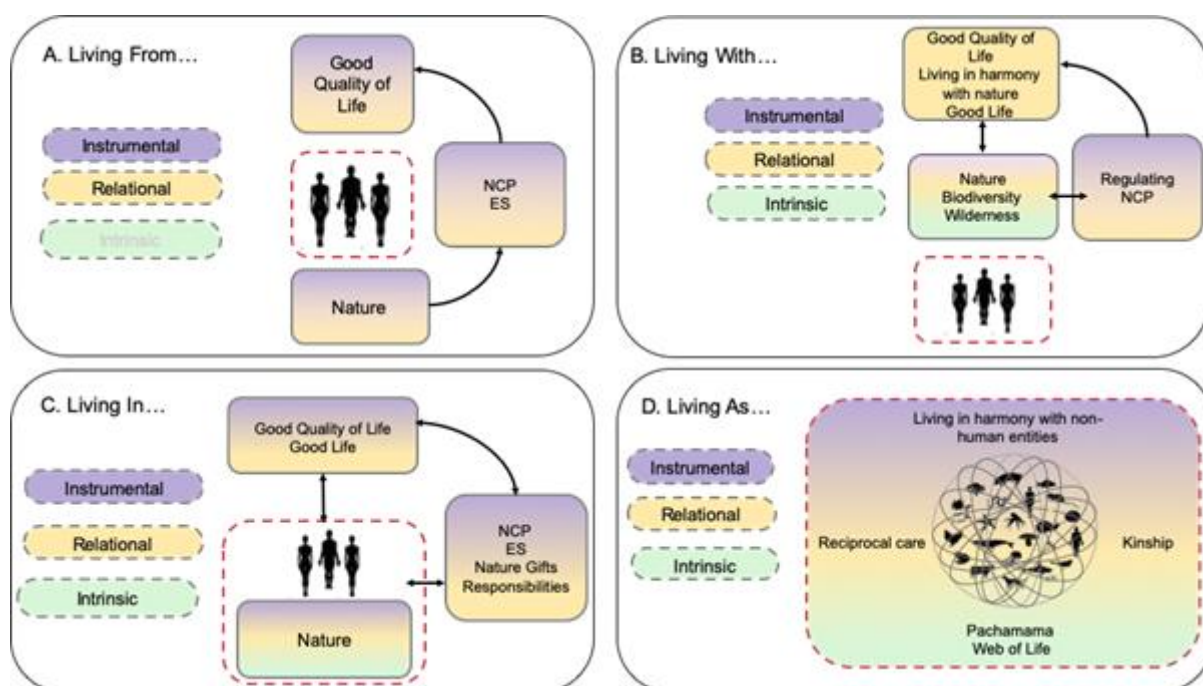 A. Living From...
Good
Quality of
Life
Instrumental
Relational
Intrinsic
NCP
ES
Nature
B. Living With...
Good Quality of
Life
Living in harmony
with nature
Good Life
Instrumental
Relational
Intrinsic
Nature
Biodiversity
Wilderness
Regulating
NCP
C. Living In...
Good Quality of Life
Good Life
Instrumental
Relational
Intrinsic
NCP
ES
Nature Gifts
Responsibilities
Nature
D. Living As...
Living in harmony with non-
human entities
Instrumental
Relational
Intrinsic
Reciprocal care
Kinship
Pachamama
Web of Life